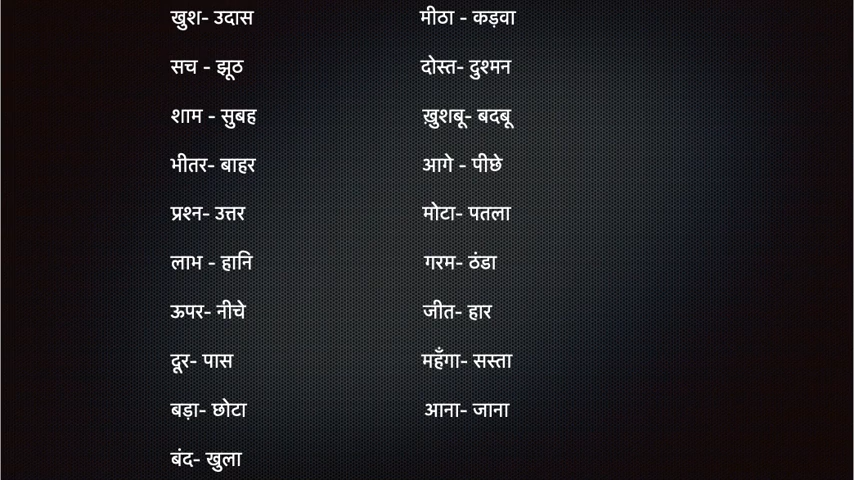 खुश- उदास
सच - झूठ
शाम - सुबह
भीतर- बाहर
प्रश्न- उत्तर
लाभ - हानि
ऊपर- नीचे
दूर- पास
बड़ा- छोटा
बंद- खुला
मीठा - कड़वा
दोस्त- दुश्मन
ख़ुशबू- बदबू
आगे - पीछे
मोटा- पतला
गरम- ठंडा
जीत- हार
महँगा- सस्ता
आना- जाना